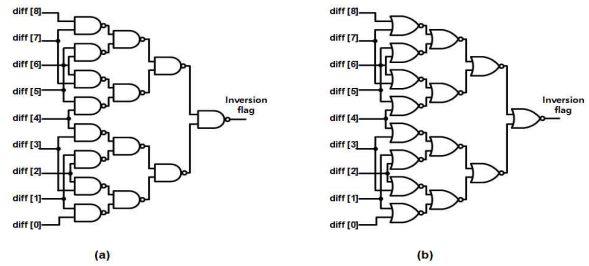 diff [8]
diff [7]
diff [6]
diff [5]
diff [4]
diff [3]
diff [2]
diff [1]
diff [0]
Inversion
flag
(a)
diff [8]
diff [7]
diff [6]
diff [5]
diff [4]
diff [3]
diff [2]
diff [1]
diff [0]
Inversion
flag
(b)